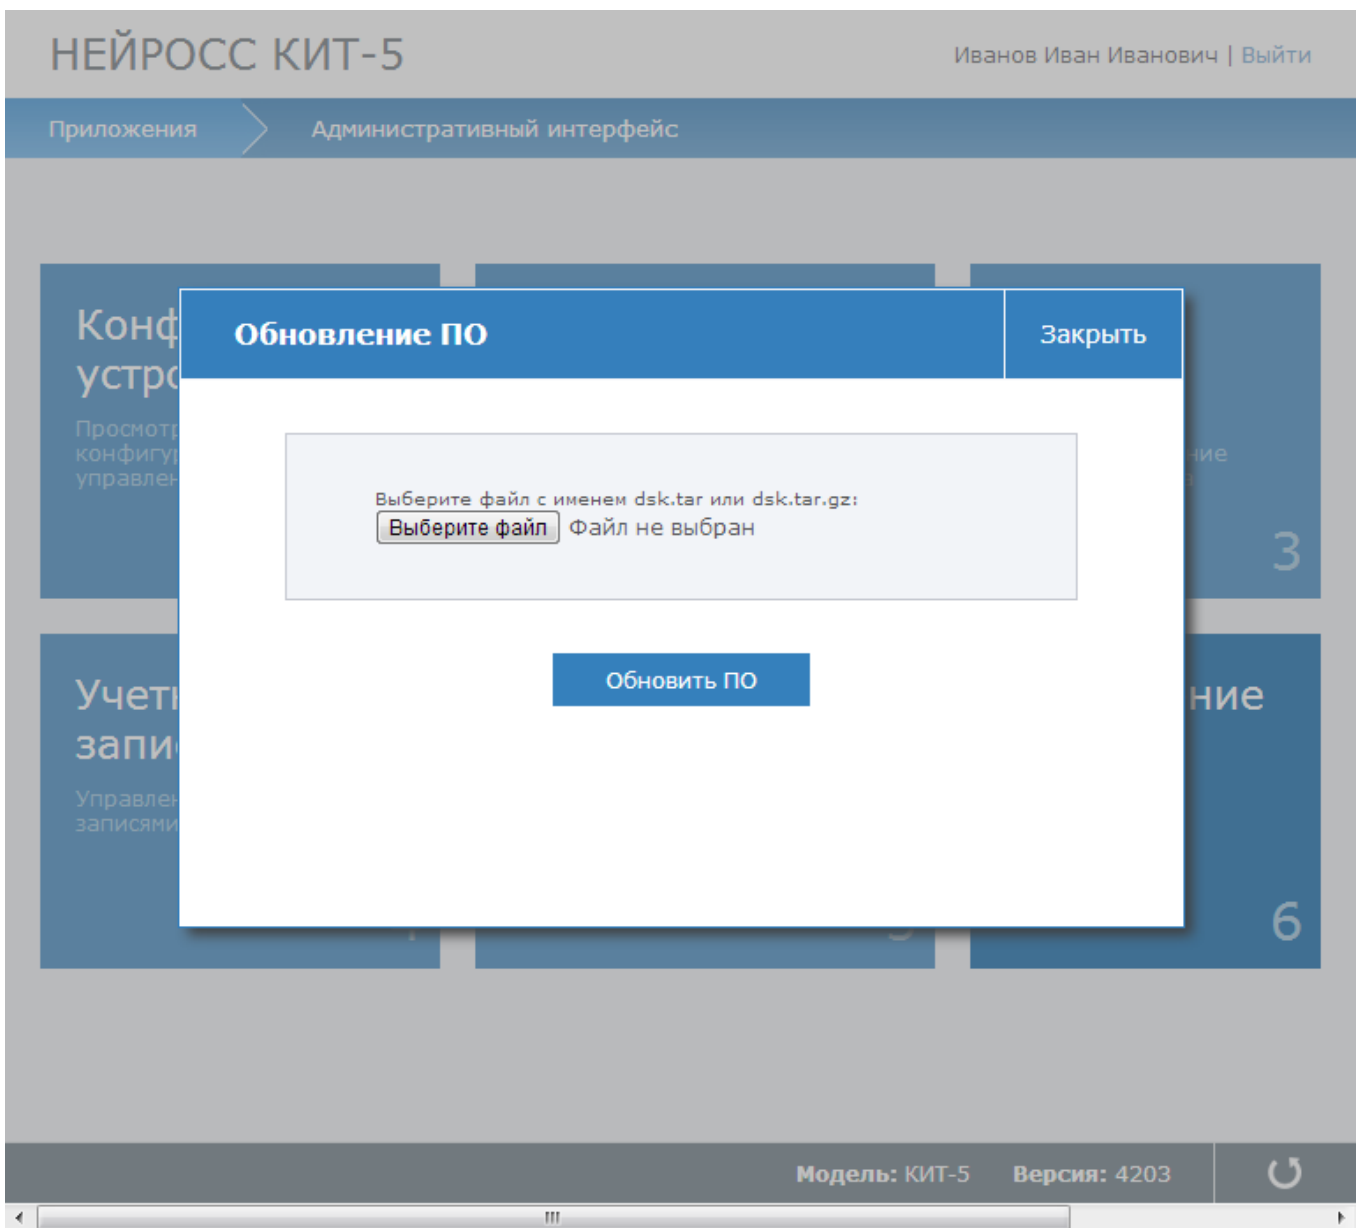 НЕЙРОСС КИТ-5
Иванов Иван Иванович | Выйти
Приложения
Административный интерфейс
Обновление ПО
Закрыть
Выберите файл с именем dsk.tar или dsk.tar.gz:
Выберите файл Файл не выбран
Обновить ПО
3
6
Модель: КИТ-5 Версия: 4203